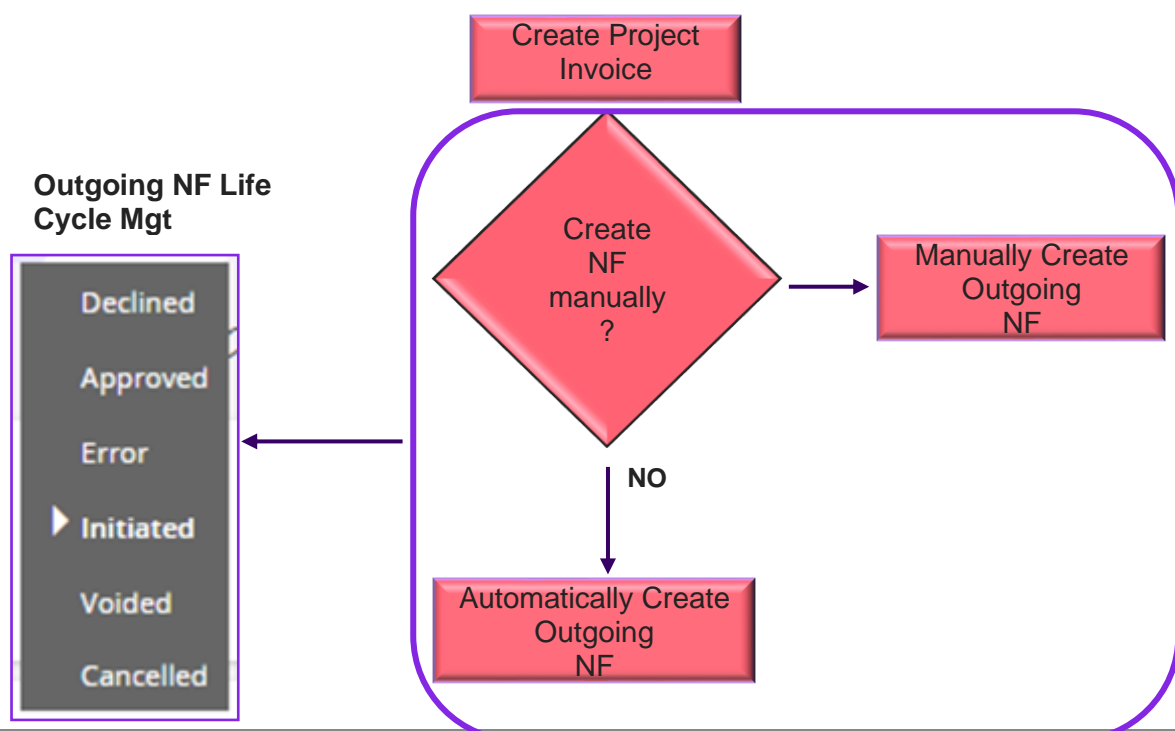 Create Project
Invoice
Outgoing NF Life
Cycle Mgt
Declined
Approved
Error
Initiated
Voided
Cancelled
Create
NF
manually
?
Manually Create
Outgoing
NF
NO
Automatically Create
Outgoing
NF